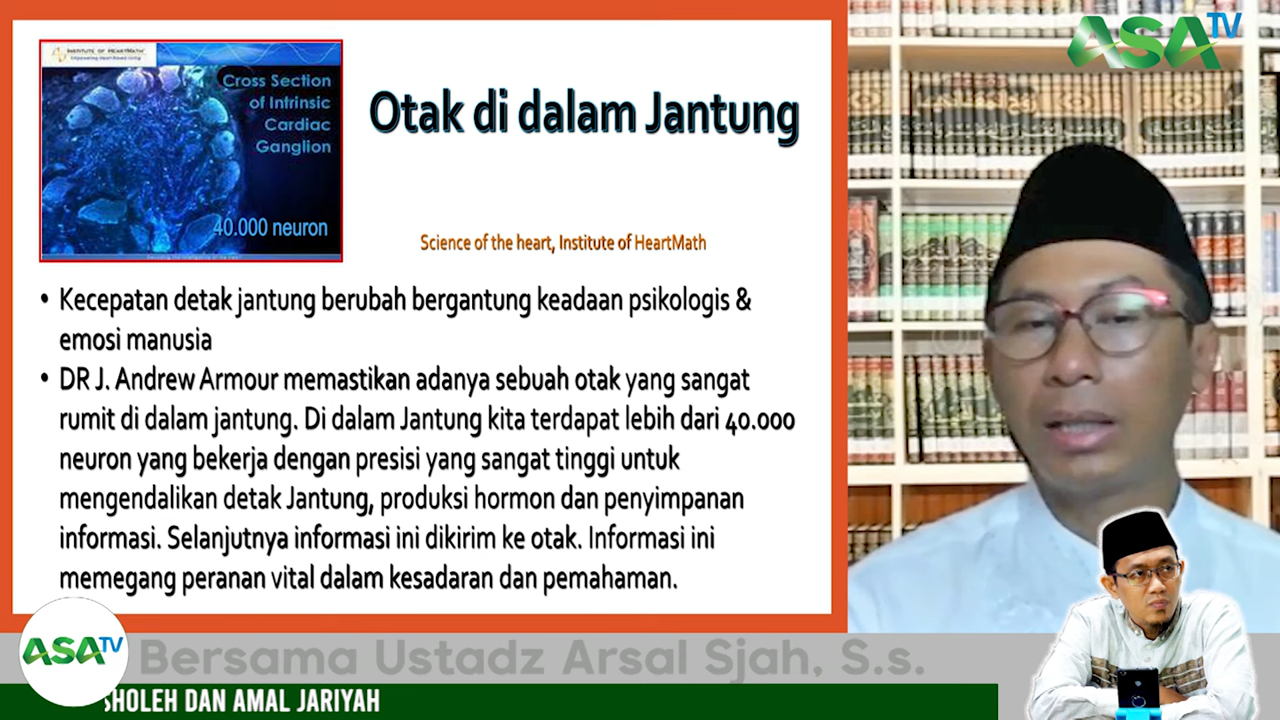 INSTITUTE OF HEARTMATH
Cross Section
of Intrinsic
Cardiac
Ganglion
40.000 neuron
Otak di dalam Jantung
Science of the heart, Institute of HeartMath
• Kecepatan detak jantung berubah bergantung keadaan psikologis &
emosi manusia
• DR J. Andrew Armour memastikan adanya sebuah otak yang sangat
rumit di dalam jantung. Di dalam Jantung kita terdapat lebih dari 40.000
neuron yang bekerja dengan presisi yang sangat tinggi untuk
mengendalikan detak Jantung, produksi hormon dan penyimpanan
informasi. Selanjutnya informasi ini dikirim ke otak. Informasi ini
memegang peranan vital dalam kesadaran dan pemahaman.
ASA TV
ASA TV
Bersama Ustadz Arsal Sjah, S.s.
SHOLEH DAN AMAL JARIYAH